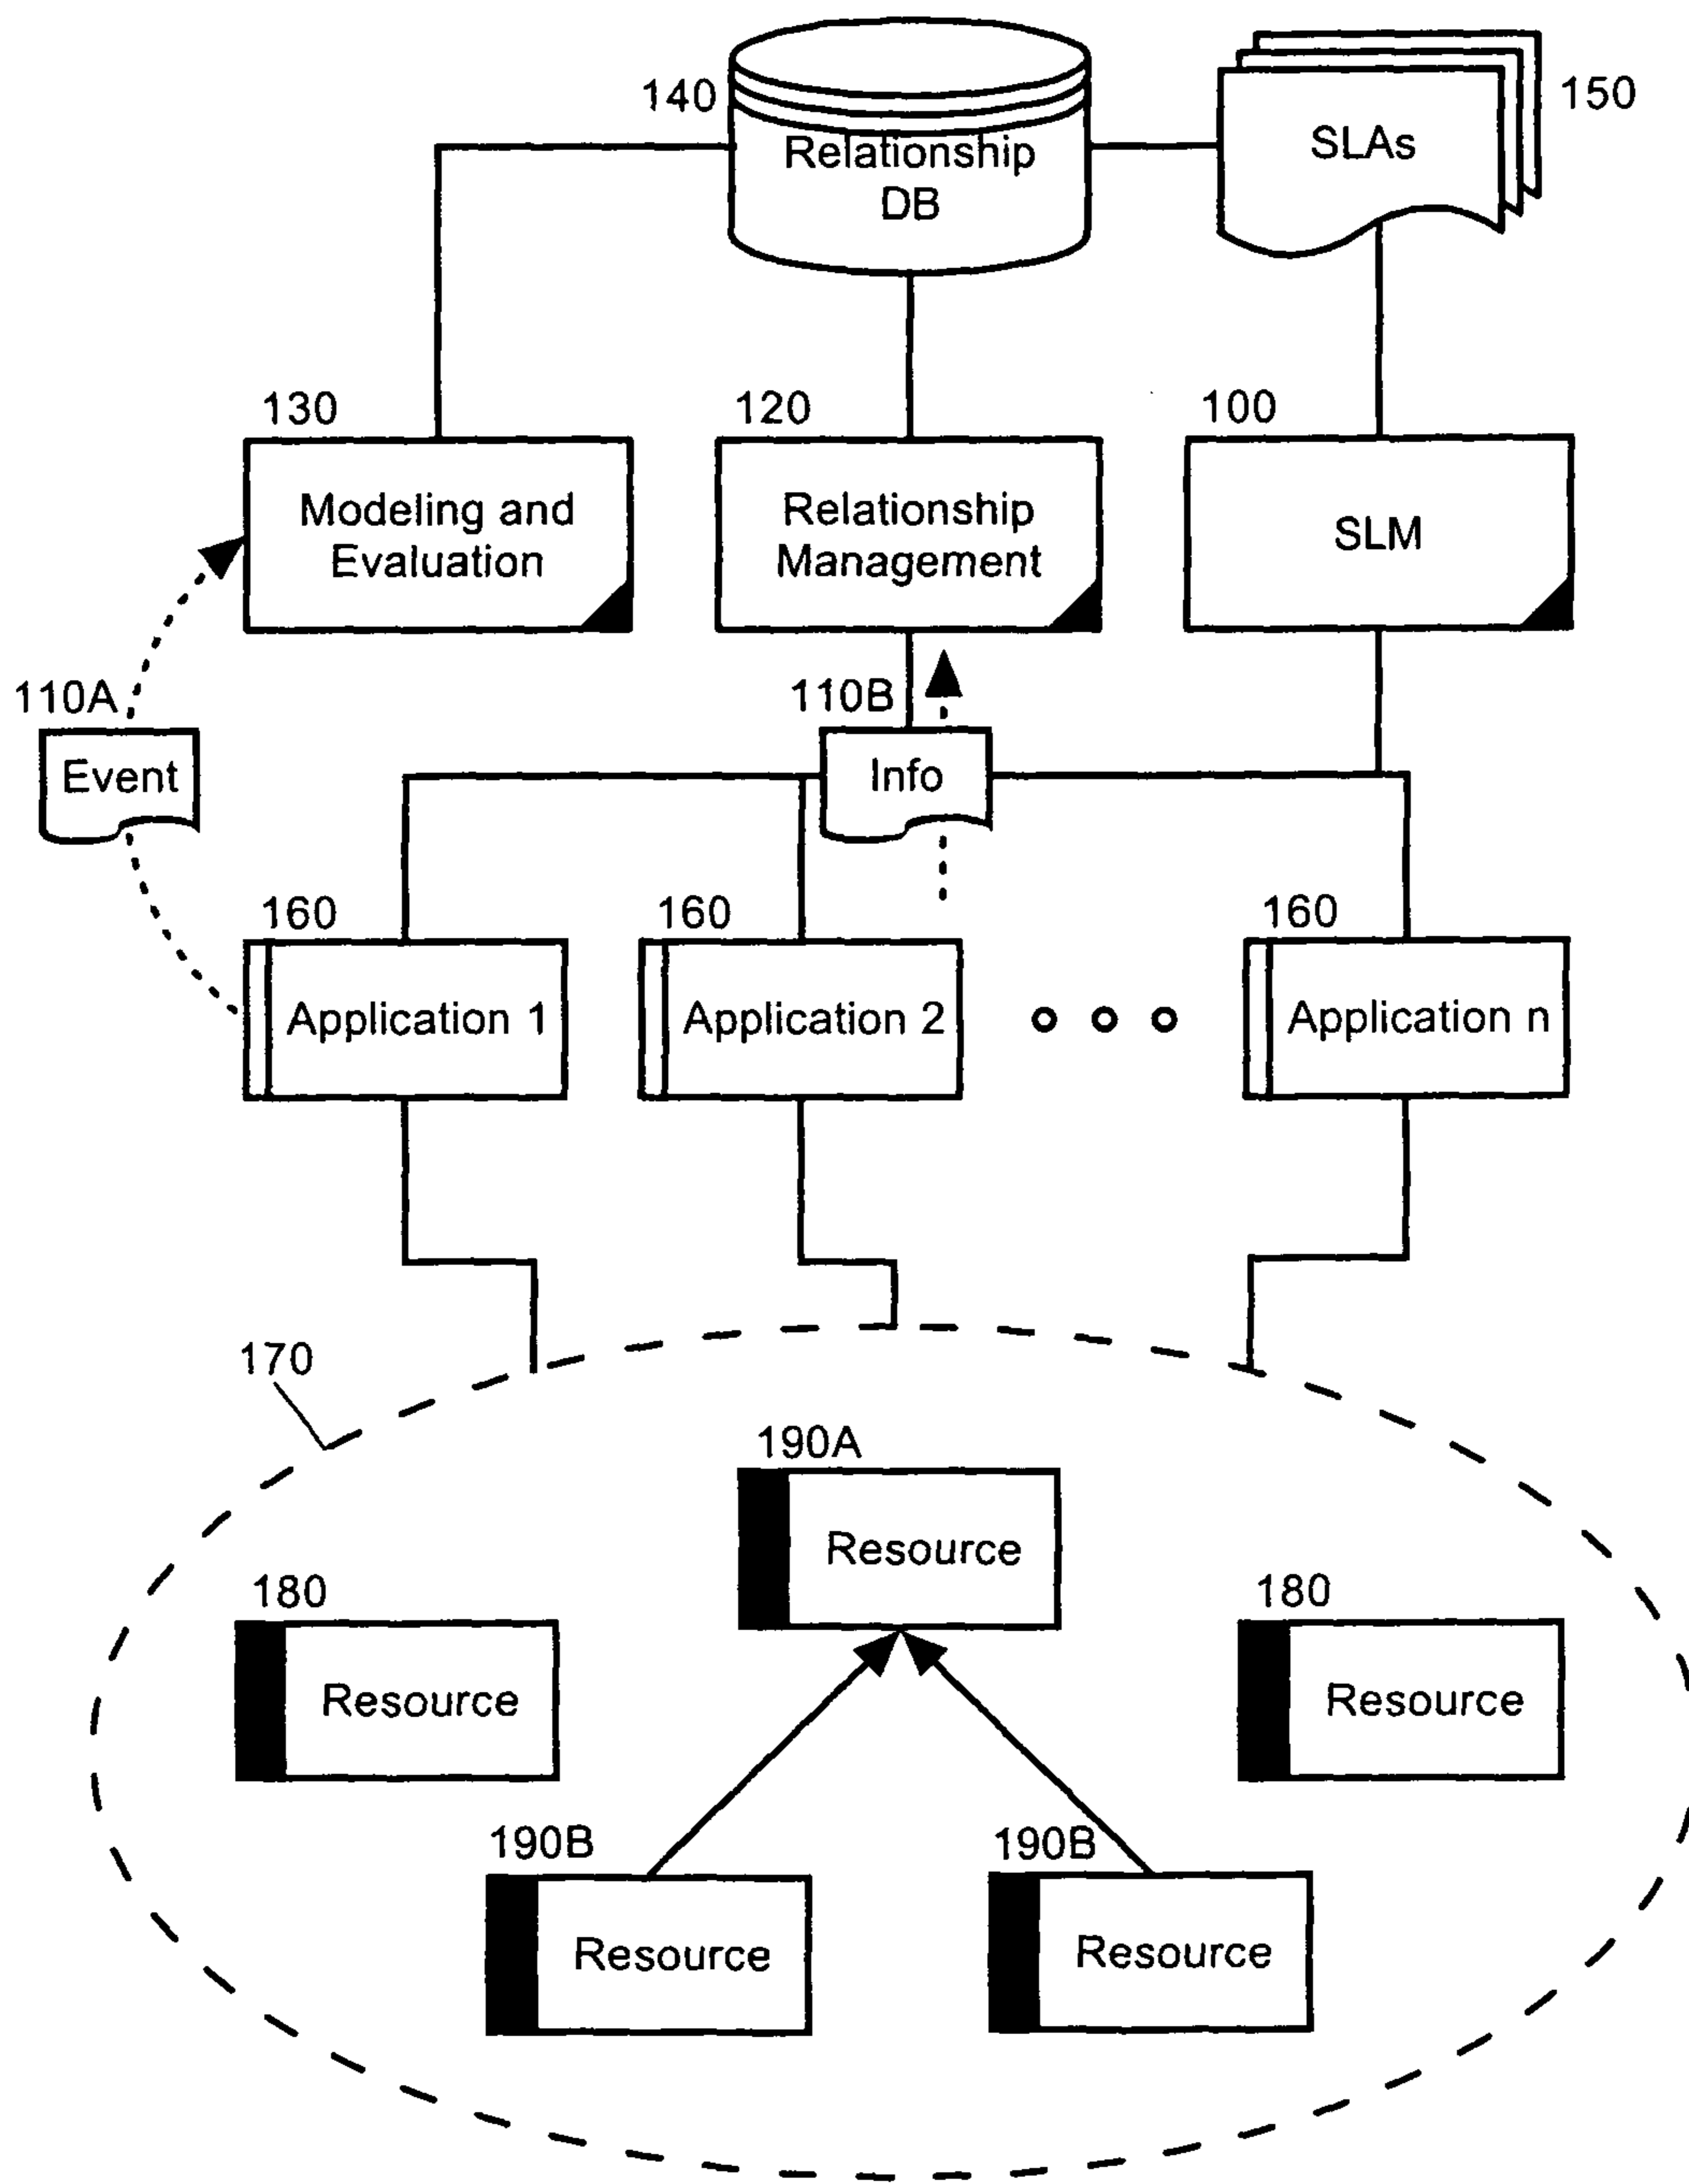 140
Relationship
DB
SLAs
150
130
120
100
Modeling and
Evaluation
Relationship
Management
SLM
110A
Event
110B
Info
160
160
160
Application 1
Application 2
Application n
170
190A
Resource
180
Resource
180
Resource
190B
Resource
190B
Resource